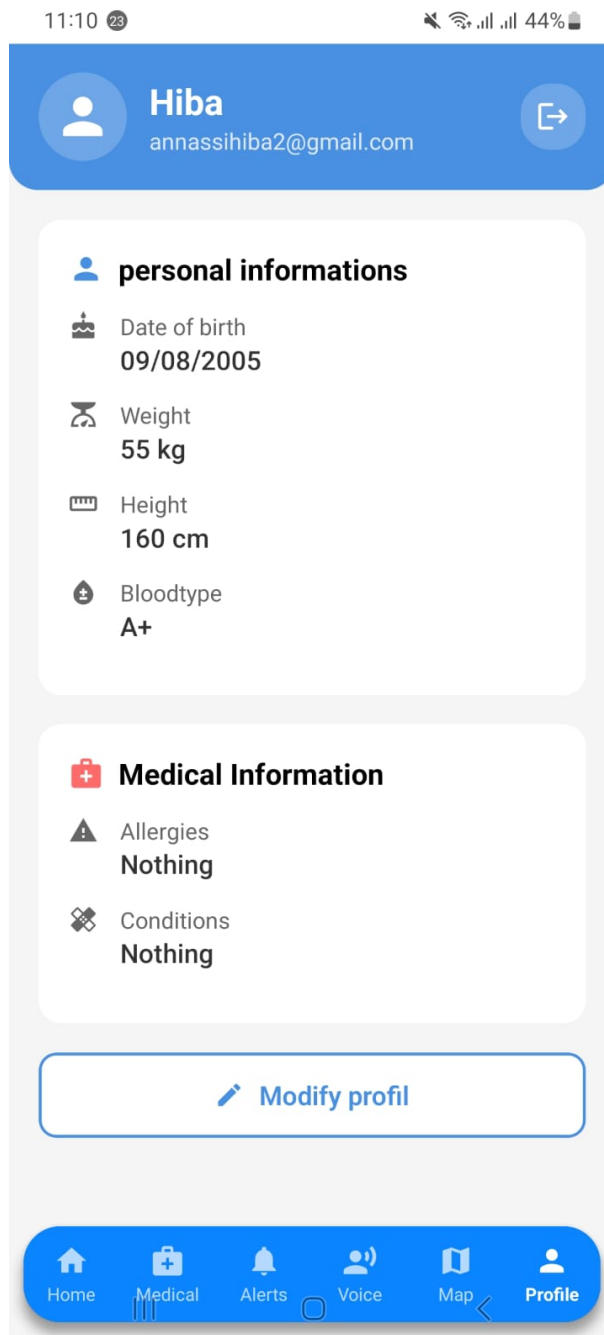 11:10 23 44%
Hiba
annassihiba2@gmail.com
personal informations
Date of birth
09/08/2005
Weight
55 kg
Height
160 cm
Bloodtype
A+
Medical Information
Allergies
Nothing
Conditions
Nothing
Modify profil
Home Medical Alerts Voice Map Profile